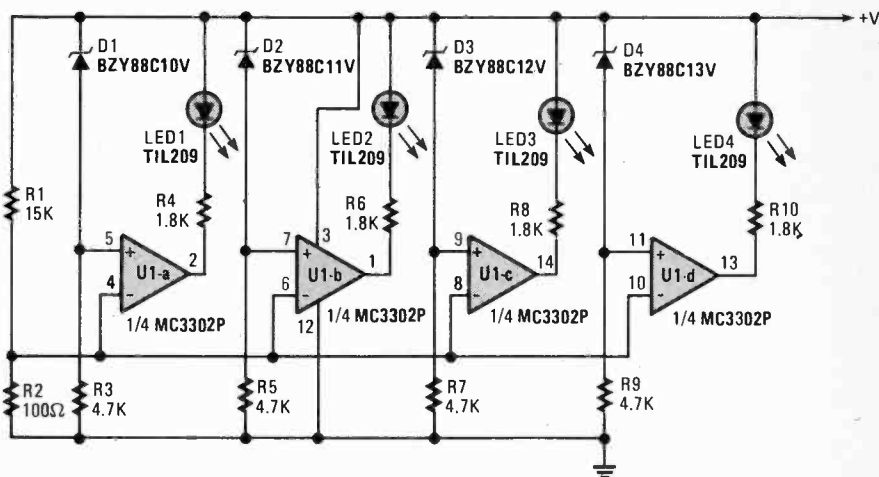 +V
D1
BZY88C10V
D2
BZY88C11V
D3
BZY88C12V
D4
BZY88C13V
LED1
TIL209
LED2
TIL209
LED3
TIL209
LED4
TIL209
R1
15K
R4
1.8K
R6
1.8K
R8
1.8K
R10
1.8K
5
+
4
-
U1-a
2
1/4 MC3302P
7
+
6
-
3
U1-b
1
12
1/4 MC3302P
9
+
8
-
U1-c
14
1/4 MC3302P
11
+
10
-
U1-d
13
1/4 MC3302P
R2
100Ω
R3
4.7K
R5
4.7K
R7
4.7K
R9
4.7K